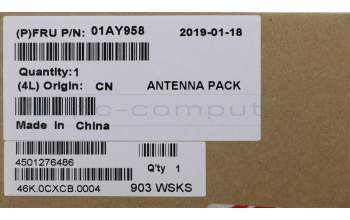 (P)FRU P/N: 01AY958 2019-01-18
Quantity:1
(4L) Origin: CN ANTENNA PACK
Made in China
4501276486 Q'ty 1
46K.0CXCB.0004 903 WSKS